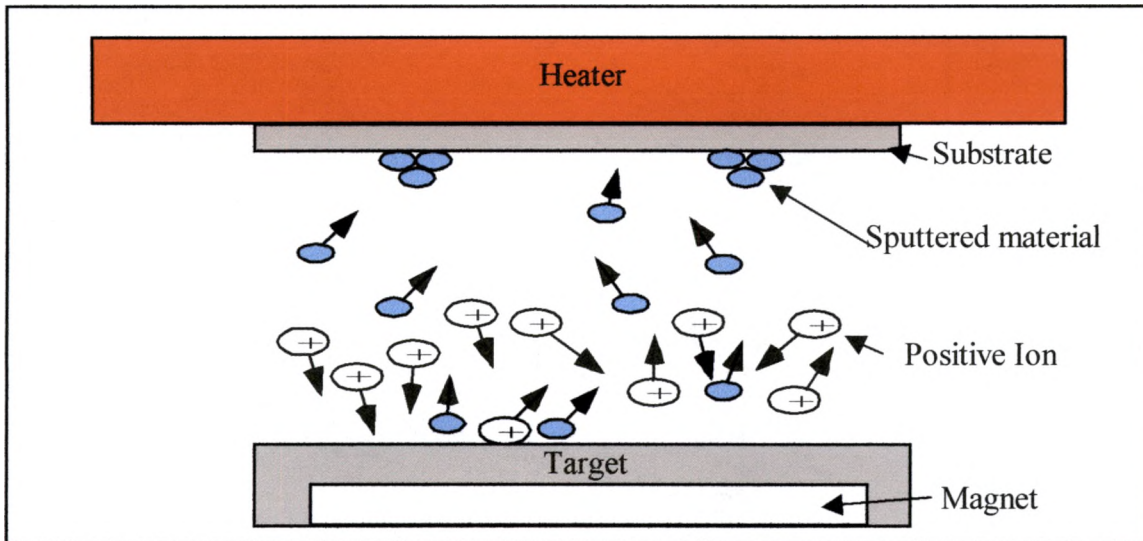 Heater
Substrate
Sputtered material
+ + + + +
+ + + + +
Positive Ion
Target
Magnet